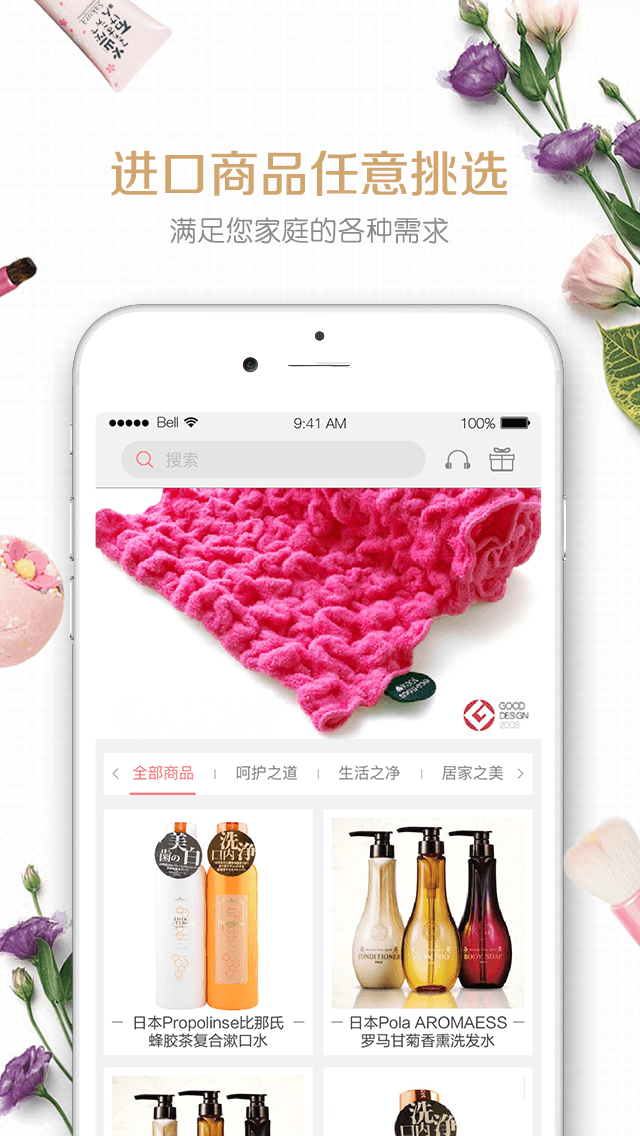 Sakura
进口商品任意挑选
满足您家庭的各种需求
Bell
9:41 AM
100%
搜索
GOOD
DESIGN
2008
全部商品
呵护之道
生活之净
居家之美
美白
歯の
洗浄
口内
CONDITIONER
SHAMPOO
BODY SOAP
日本Propolinse比那氏
蜂胶茶复合漱口水
日本Pola AROMAESS
罗马甘菊香熏洗发水
洗浄
口内